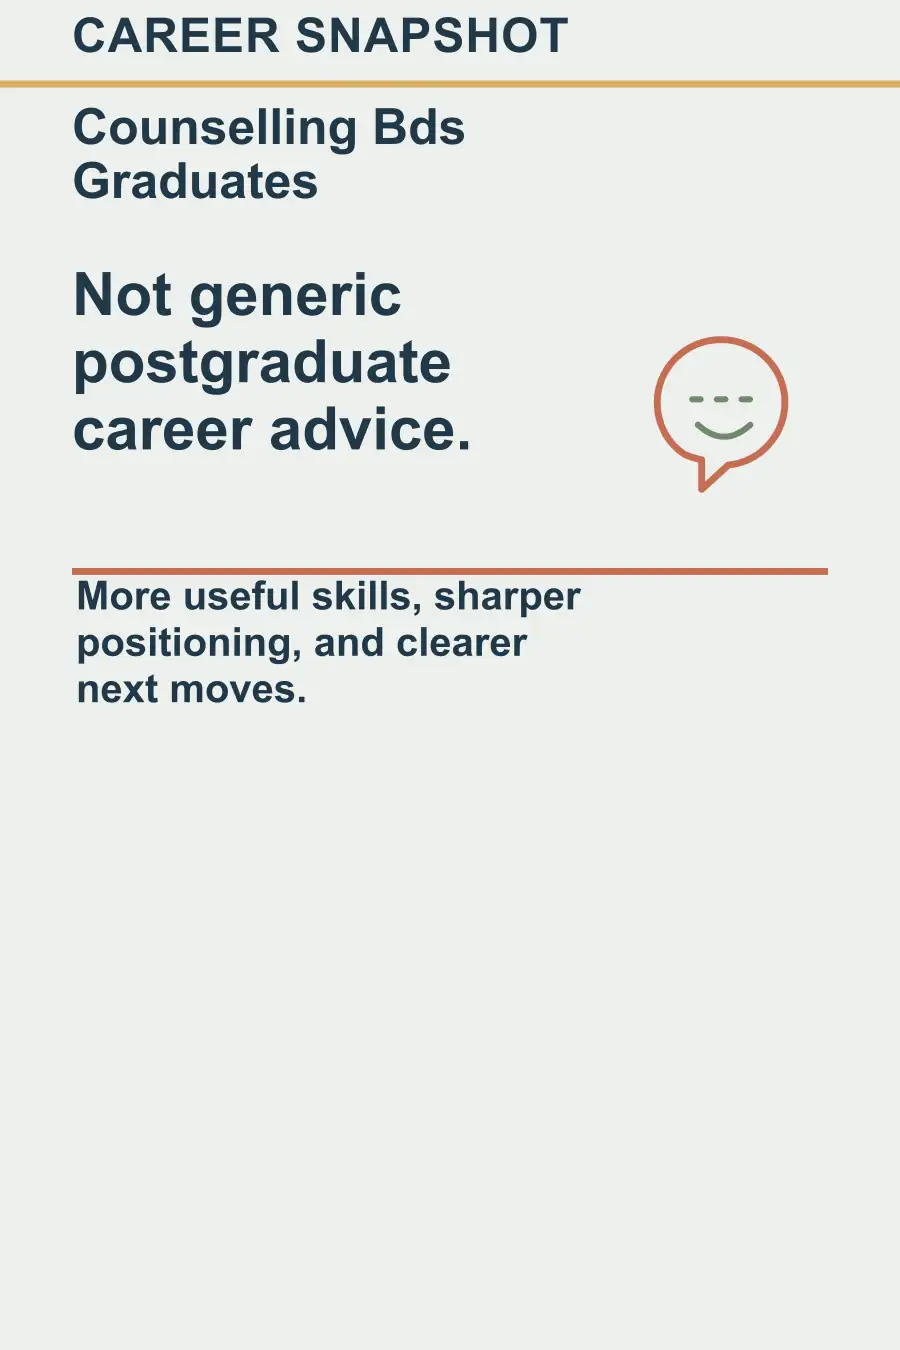 CAREER SNAPSHOT
Counselling Bds
Graduates
Not generic
postgraduate
career advice.
More useful skills, sharper
positioning, and clearer
next moves.